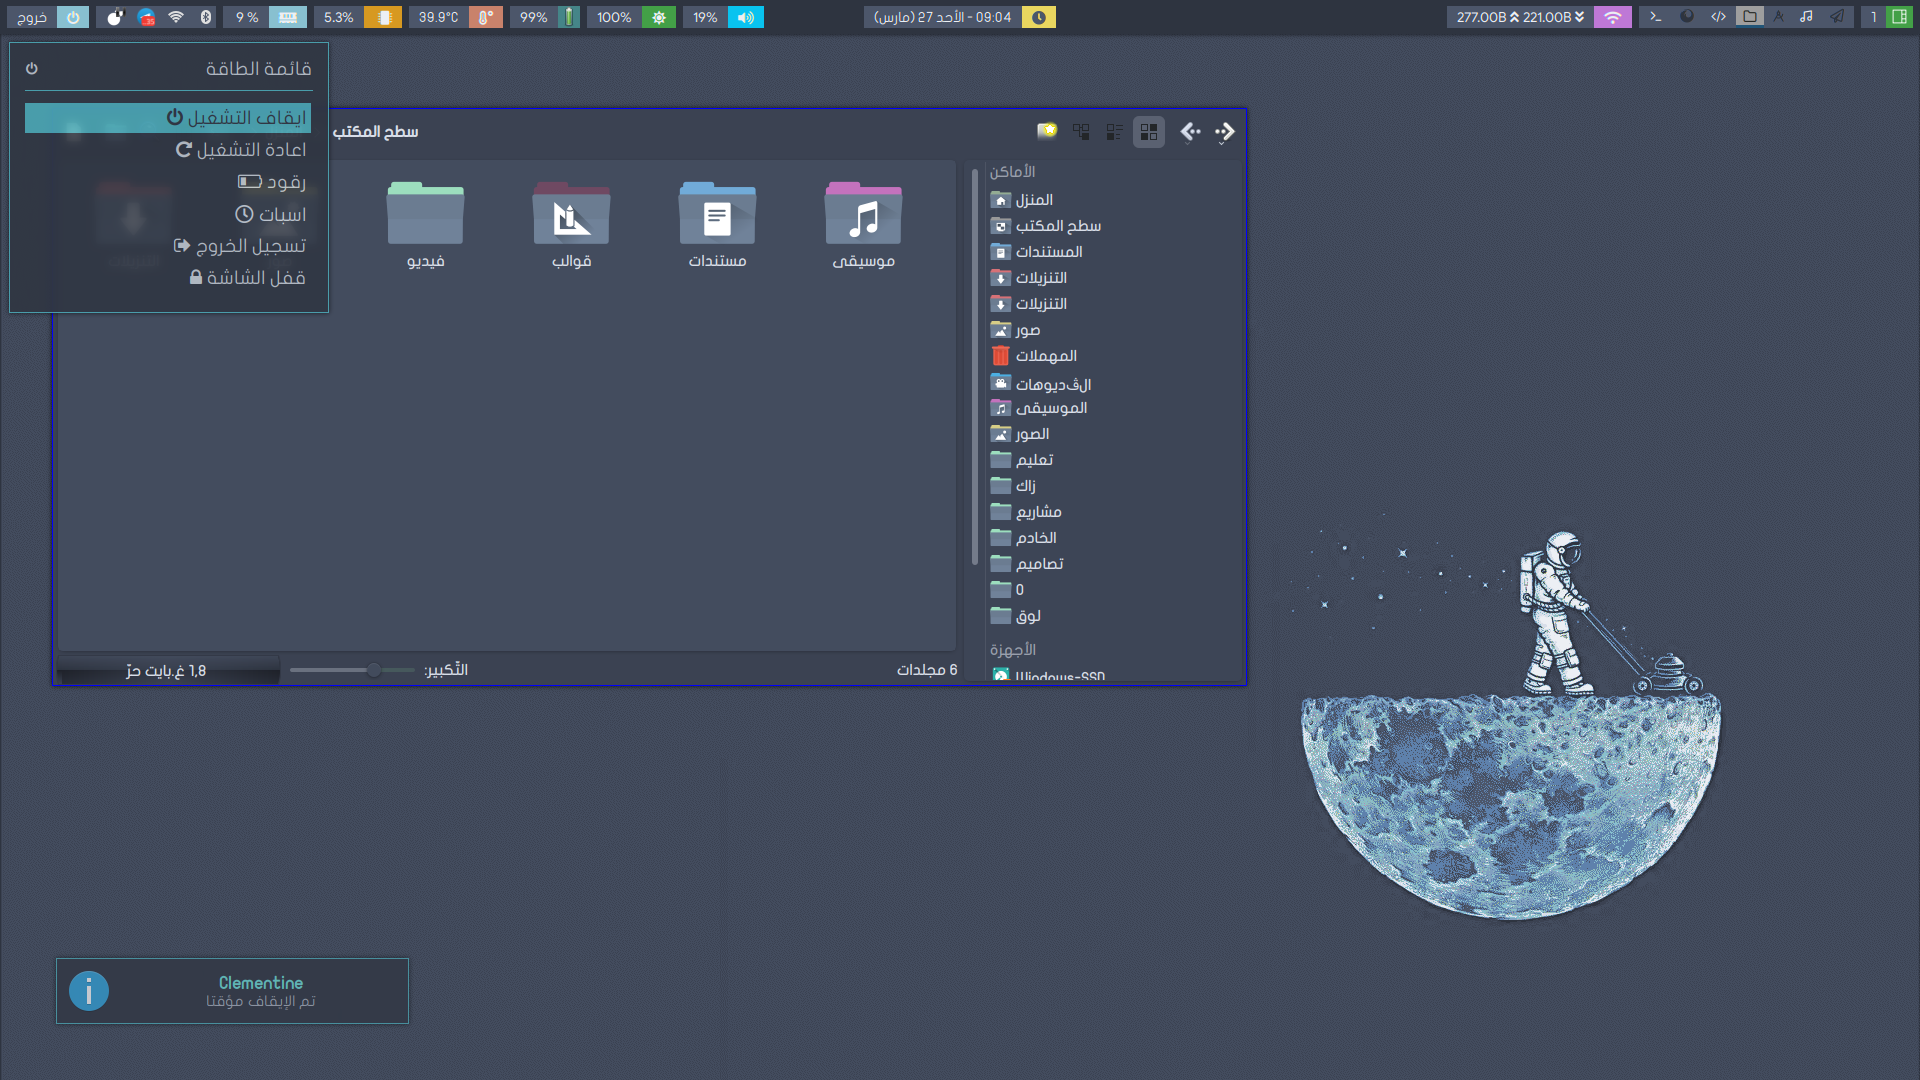 خروج
9 %
5.3%
39.9°C
99%
100%
19%
09:04 - الأحد 27 (مارس)
277.00B 221.00B
1
قائمة الطاقة
ايقاف التشغيل
اعادة التشغيل
رقود
اسبات
تسجيل الخروج
قفل الشاشة
سطح المكتب
موسيقى
مستندات
قوالب
فيديو
الأماكن
المنزل
سطح المكتب
المستندات
التنزيلات
التنزيلات
صور
المهملات
الڤديوهات
الموسيقى
الصور
تعليم
زاك
مشاريع
الخادم
تصاميم
0
لوق
الأجهزة
Windows-SSD
6 مجلدات
التّكبير:
1,8 غ.بايت حرّ
Clementine
تم الإيقاف مؤقتا